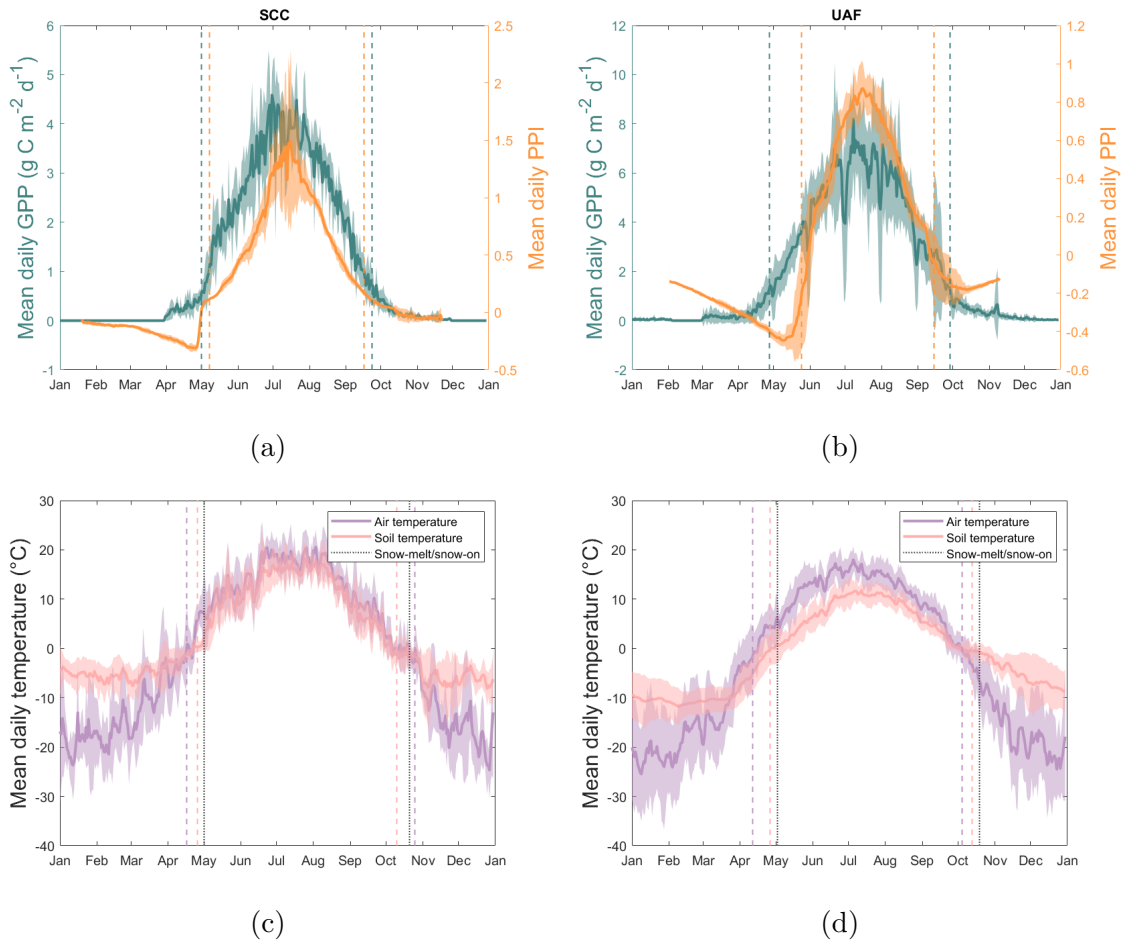 SCC
Mean daily GPP (g C m-2 d-1)
6
5
4
3
2
1
0
-1
2.5
2
1.5
1
0.5
0
-0.5
Mean daily PPI
Jan Feb Mar Apr May Jun Jul Aug Sep Oct Nov Dec Jan
(a)
UAF
Mean daily GPP (g C m-2 d-1)
12
10
8
6
4
2
0
-2
1.2
1
0.8
0.6
0.4
0.2
0
-0.2
-0.4
-0.6
Mean daily PPI
Jan Feb Mar Apr May Jun Jul Aug Sep Oct Nov Dec Jan
(b)
Mean daily temperature (°C)
30
20
10
0
-10
-20
-30
-40
Air temperature
Soil temperature
Snow-melt/snow-on
Jan Feb Mar Apr May Jun Jul Aug Sep Oct Nov Dec Jan
(c)
Mean daily temperature (°C)
30
20
10
0
-10
-20
-30
-40
Air temperature
Soil temperature
Snow-melt/snow-on
Jan Feb Mar Apr May Jun Jul Aug Sep Oct Nov Dec Jan
(d)